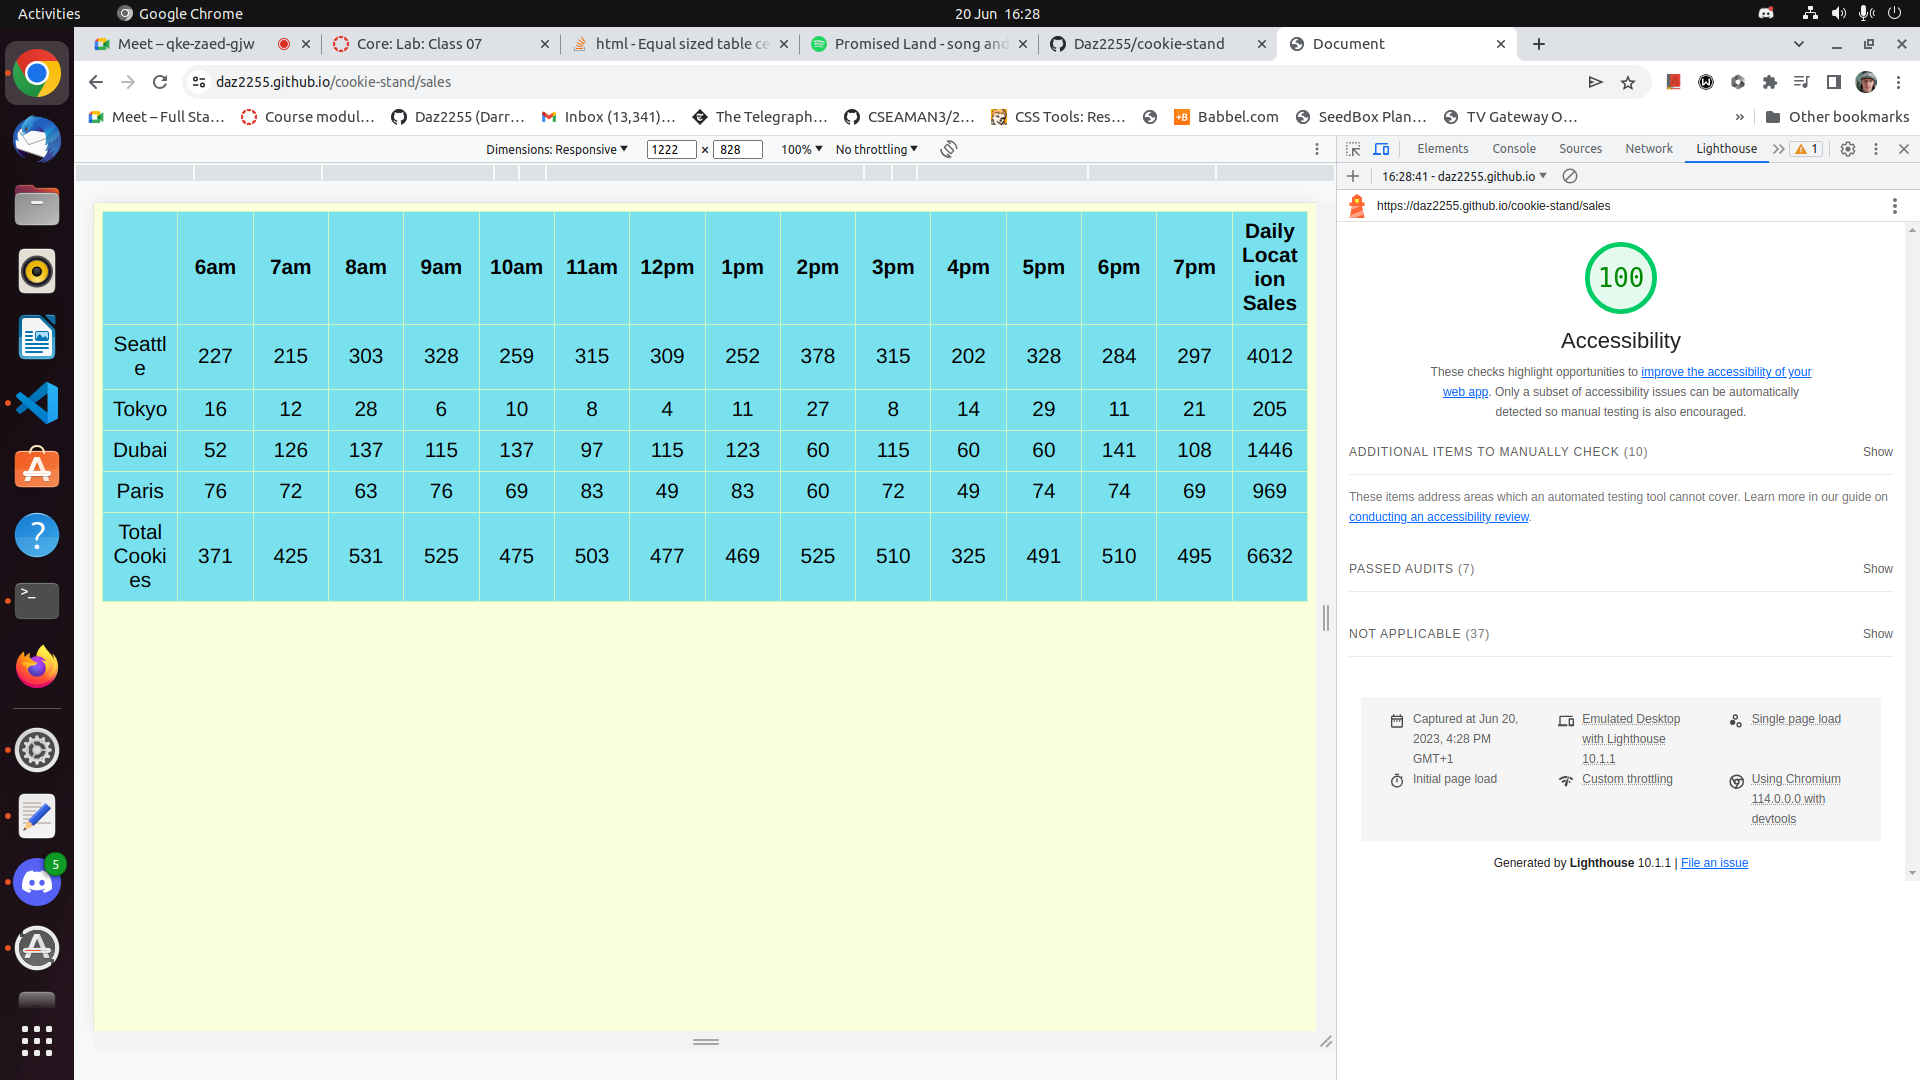 Activities
Google Chrome
20 Jun 16:28
Meet – qke-zaed-gjw
Core: Lab: Class 07
html - Equal sized table ce
Promised Land - song and
Daz2255/cookie-stand
Document
daz2255.github.io/cookie-stand/sales
Meet – Full Sta…
Course modul…
Daz2255 (Darr…
Inbox (13,341)…
The Telegraph…
CSEAMAN3/2…
CSS Tools: Res…
Babbel.com
SeedBox Plan…
TV Gateway O…
»
Other bookmarks
Dimensions: Responsive
1222 × 828
100%
No throttling
Elements
Console
Sources
Network
Lighthouse
1
16:28:41 - daz2255.github.io
https://daz2255.github.io/cookie-stand/sales
6am 7am 8am 9am 10am 11am 12pm 1pm 2pm 3pm 4pm 5pm 6pm 7pm
Daily
Locat
ion
Sales
Seattl
e
227 215 303 328 259 315 309 252 378 315 202 328 284 297 4012
Tokyo 16 12 28 6 10 8 4 11 27 8 14 29 11 21 205
Dubai 52 126 137 115 137 97 115 123 60 115 60 60 141 108 1446
Paris 76 72 63 76 69 83 49 83 60 72 49 74 74 69 969
Total
Cooki
es
371 425 531 525 475 503 477 469 525 510 325 491 510 495 6632
100
Accessibility
These checks highlight opportunities to improve the accessibility of your
web app. Only a subset of accessibility issues can be automatically
detected so manual testing is also encouraged.
ADDITIONAL ITEMS TO MANUALLY CHECK (10)
Show
These items address areas which an automated testing tool cannot cover. Learn more in our guide on
conducting an accessibility review.
PASSED AUDITS (7)
Show
NOT APPLICABLE (37)
Show
Captured at Jun 20,
2023, 4:28 PM
GMT+1
Emulated Desktop
with Lighthouse
10.1.1
Single page load
Initial page load
Custom throttling
Using Chromium
114.0.0.0 with
devtools
Generated by Lighthouse 10.1.1 | File an issue
5